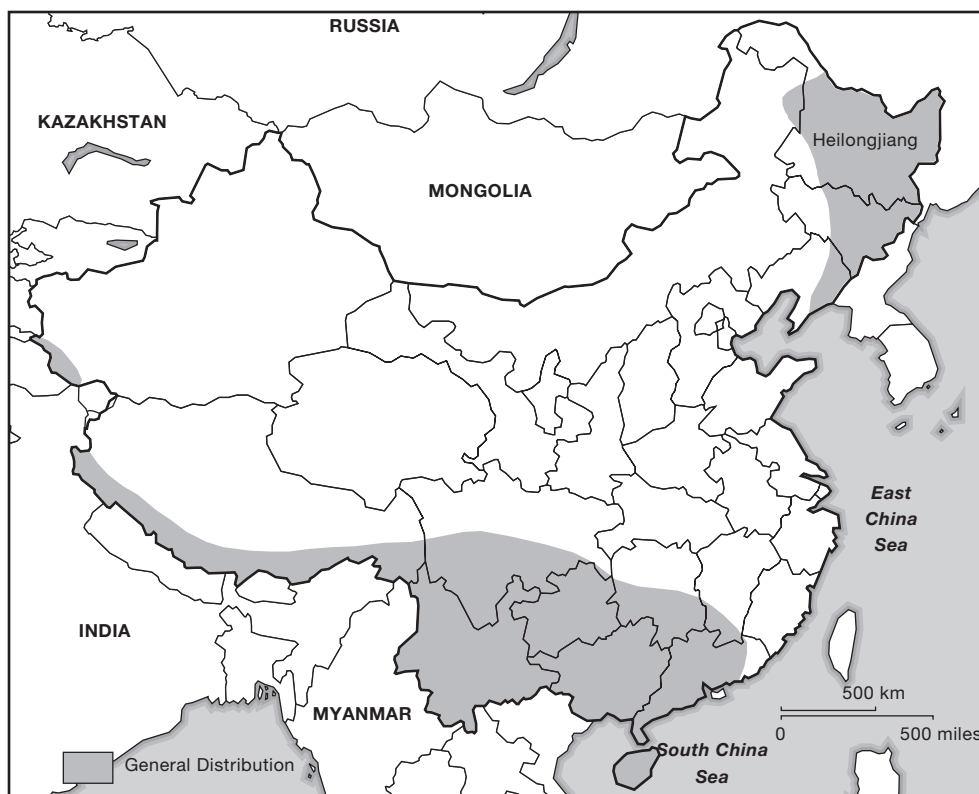 RUSSIA
KAZAKHSTAN
Heilongjiang
MONGOLIA
East
China
Sea
INDIA
MYANMAR
500 km
0 500 miles
South China
Sea
General Distribution